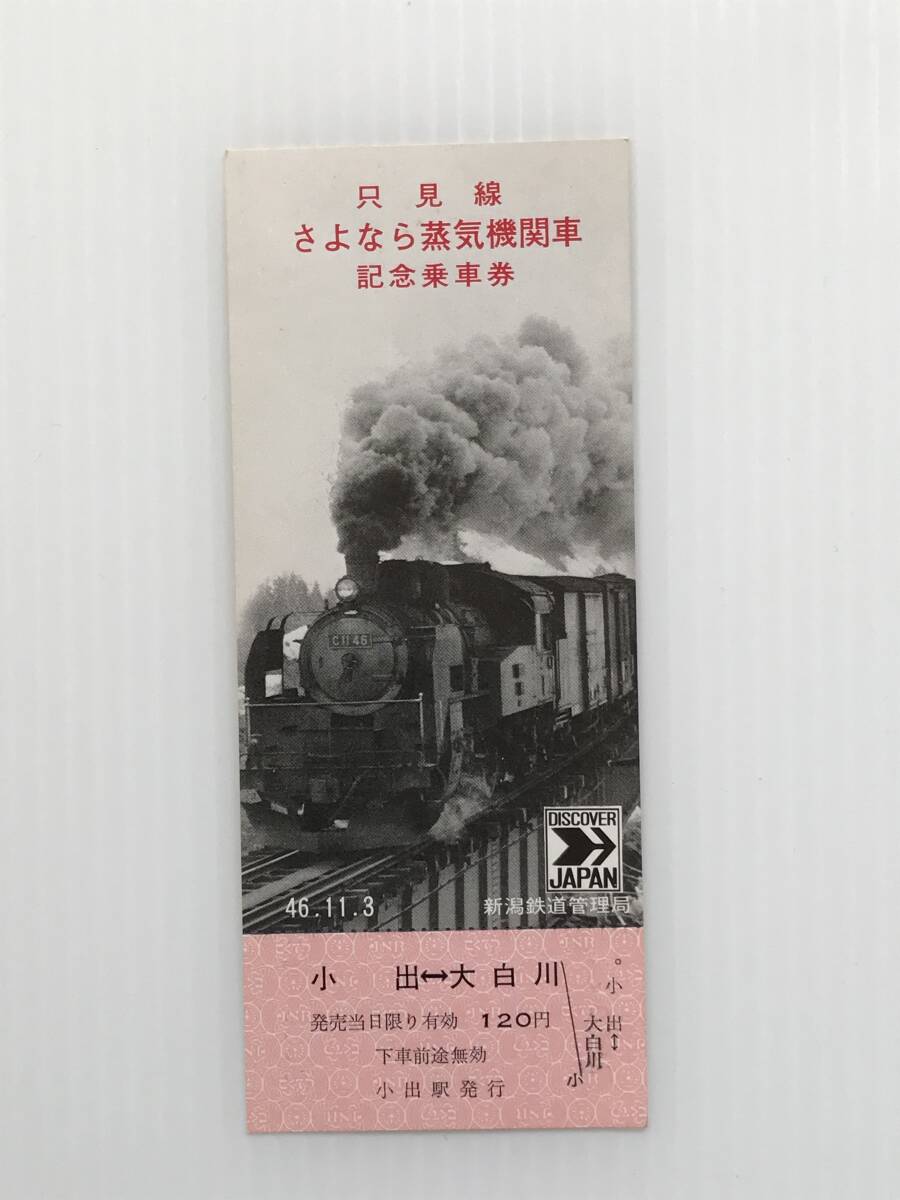 只見線
さよなら蒸気機関車
記念乗車券
C11 46
DISCOVER
JAPAN
46.11.3
新潟鉄道管理局
小出↔大白川
発売当日限り有効 120円
下車前途無効
小出駅発行
小出↕
大白川
小